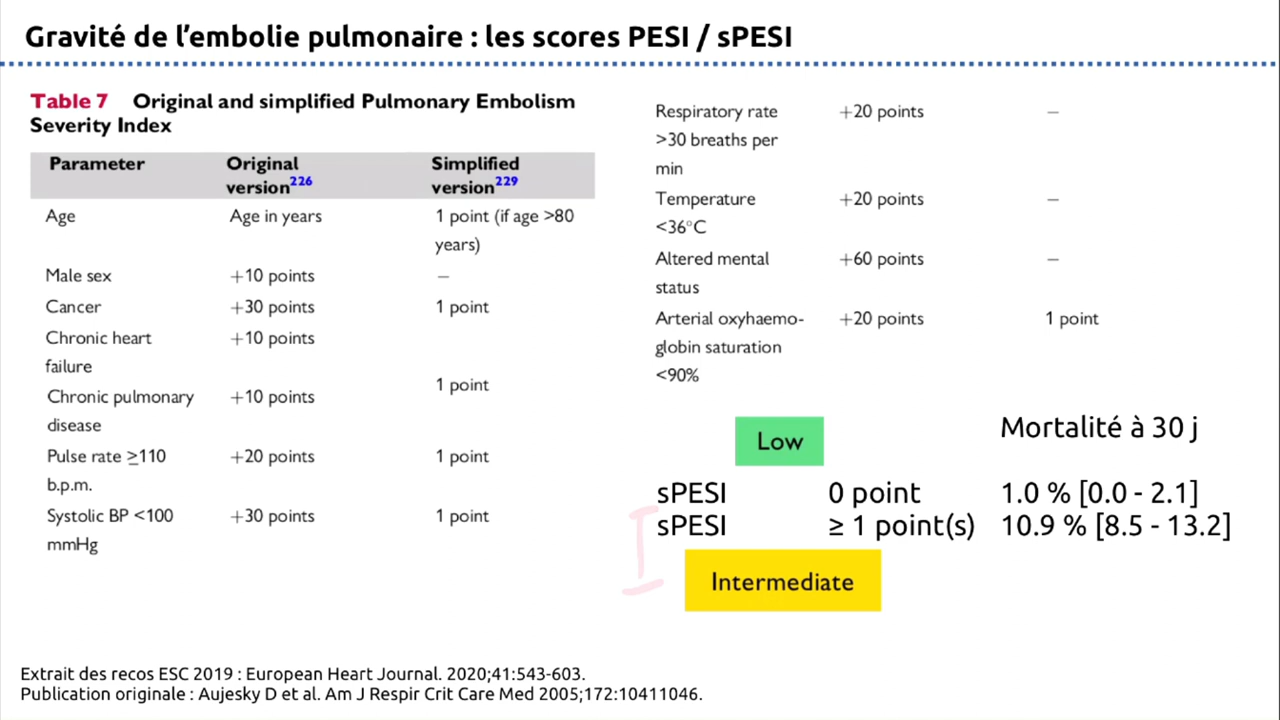 Gravité de l'embolie pulmonaire : les scores PESI / sPESI
Table 7 Original and simplified Pulmonary Embolism
Severity Index
Parameter Original version226 Simplified version229
Age Age in years 1 point (if age >80 years)
Male sex +10 points –
Cancer +30 points 1 point
Chronic heart failure +10 points
1 point
Chronic pulmonary disease +10 points
Pulse rate ≥110 b.p.m. +20 points 1 point
Systolic BP <100 mmHg +30 points 1 point
Respiratory rate >30 breaths per min +20 points –
Temperature <36°C +20 points –
Altered mental status +60 points –
Arterial oxyhaemo-globin saturation <90% +20 points 1 point
Low
Mortalité à 30 j
sPESI 0 point 1.0 % [0.0 - 2.1]
sPESI ≥ 1 point(s) 10.9 % [8.5 - 13.2]
Intermediate
Extrait des recos ESC 2019 : European Heart Journal. 2020;41:543-603.
Publication originale : Aujesky D et al. Am J Respir Crit Care Med 2005;172:10411046.